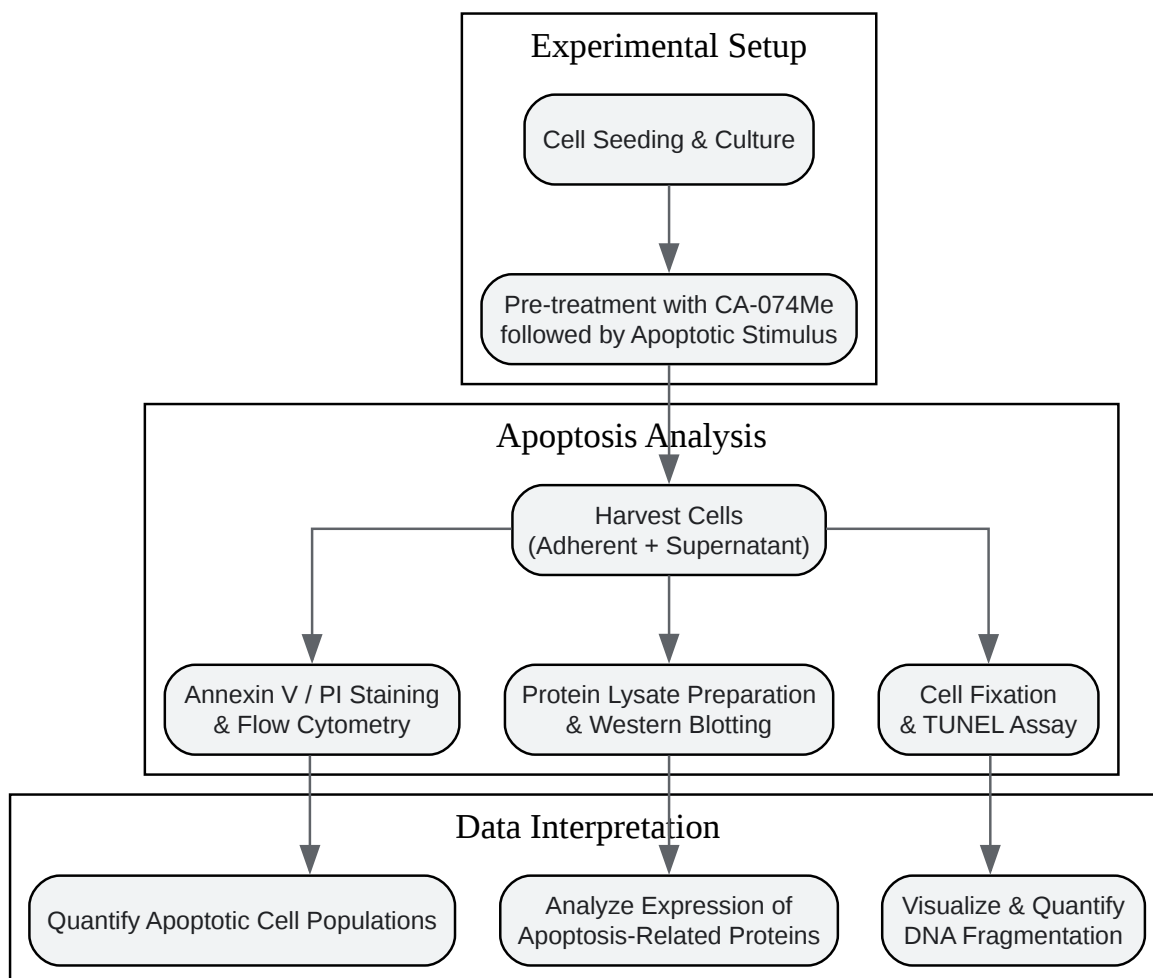 Experimental Setup
Cell Seeding & Culture
Pre-treatment with CA-074Me
followed by Apoptotic Stimulus
Apoptosis Analysis
Harvest Cells
(Adherent + Supernatant)
Annexin V / PI Staining
& Flow Cytometry
Protein Lysate Preparation
& Western Blotting
Cell Fixation
& TUNEL Assay
Data Interpretation
Quantify Apoptotic Cell Populations
Analyze Expression of
Apoptosis-Related Proteins
Visualize & Quantify
DNA Fragmentation